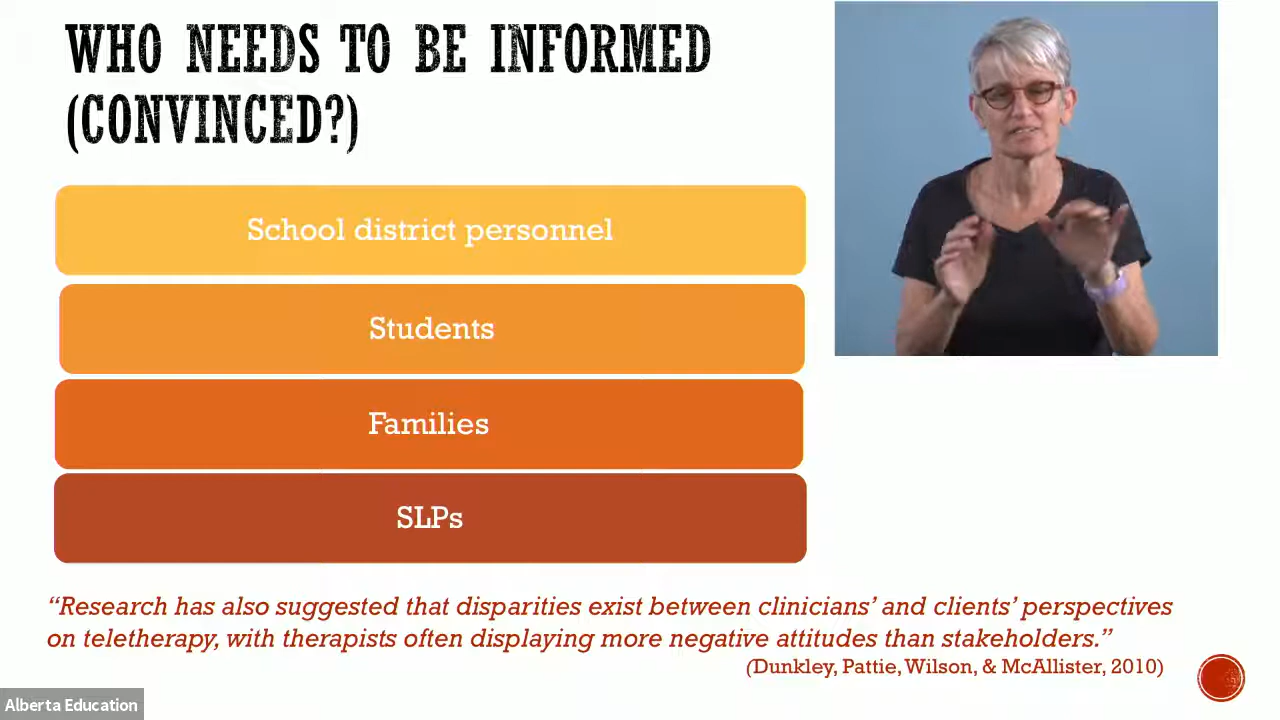 WHO NEEDS TO BE INFORMED
(CONVINCED?)
School district personnel
Students
Families
SLPs
“Research has also suggested that disparities exist between clinicians’ and clients’ perspectives
on teletherapy, with therapists often displaying more negative attitudes than stakeholders.”
(Dunkley, Pattie, Wilson, & McAllister, 2010)
Alberta Education